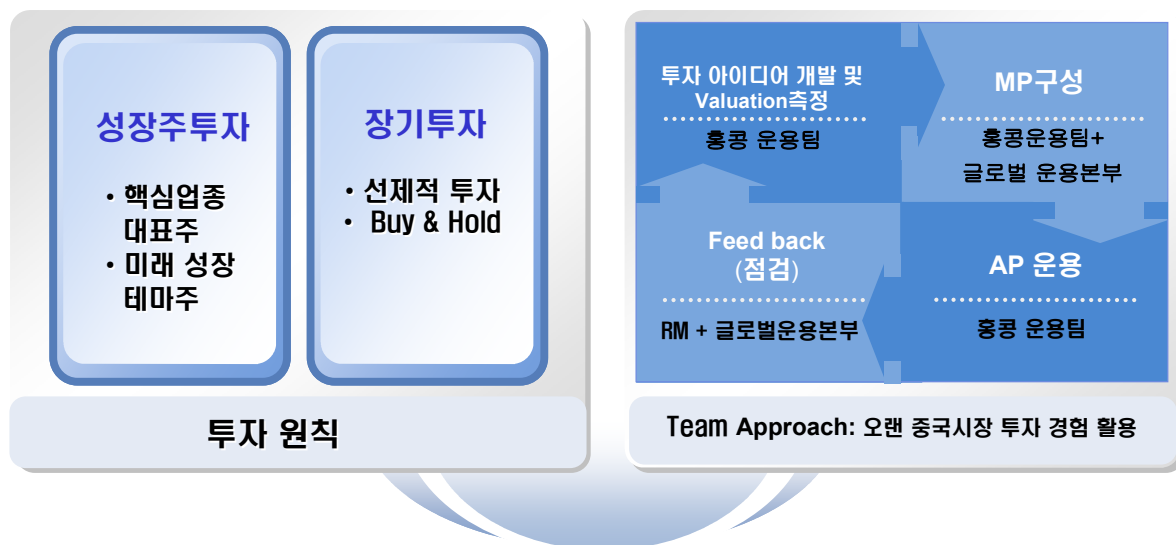 성장주투자
• 핵심업종
대표주
• 미래 성장
테마주
장기투자
• 선제적 투자
• Buy & Hold
투자 원칙
투자 아이디어 개발 및
Valuation측정
홍콩 운용팀
MP구성
홍콩운용팀+
글로벌 운용본부
Feed back
(점검)
RM + 글로벌운용본부
AP 운용
홍콩 운용팀
Team Approach: 오랜 중국시장 투자 경험 활용